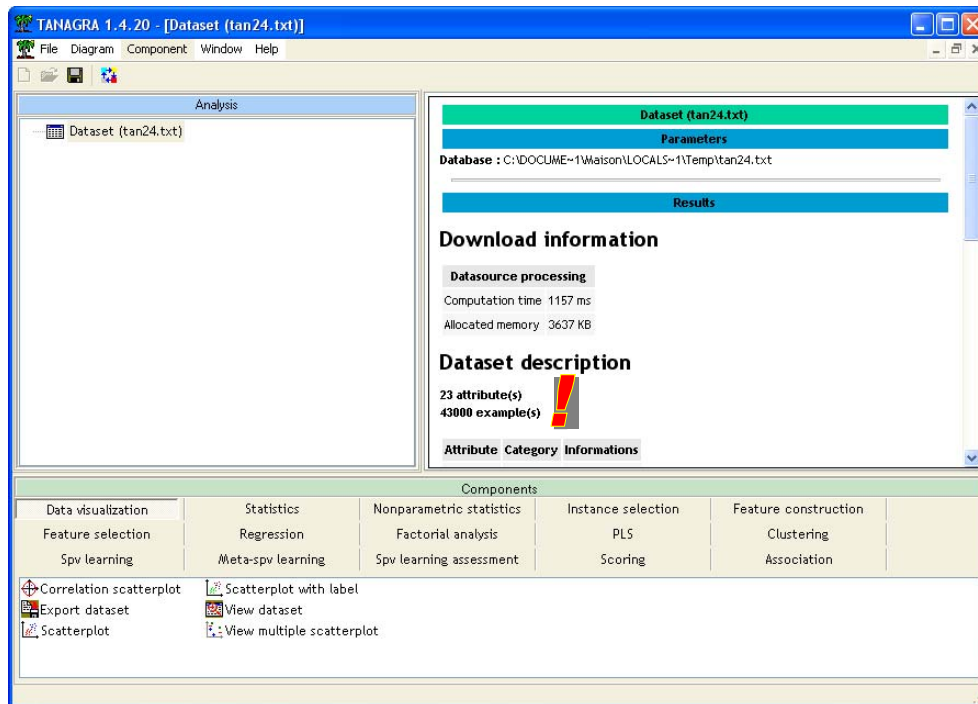 TANAGRA 1.4.20 - [Dataset (tan24.txt)]
File Diagram Component Window Help
Analysis
Dataset (tan24.txt)
Dataset (tan24.txt)
Parameters
Database : C:\DOCUME~1\Maison\LOCALS~1\Temp\tan24.txt
Results
Download information
Datasource processing
Computation time 1157 ms
Allocated memory 3637 KB
Dataset description
23 attribute(s)
43000 example(s)
!
Attribute Category Informations
Components
Data visualization Statistics Nonparametric statistics Instance selection Feature construction
Feature selection Regression Factorial analysis PLS Clustering
Spv learning Meta-spv learning Spv learning assessment Scoring Association
Correlation scatterplot Scatterplot with label
Export dataset View dataset
Scatterplot View multiple scatterplot